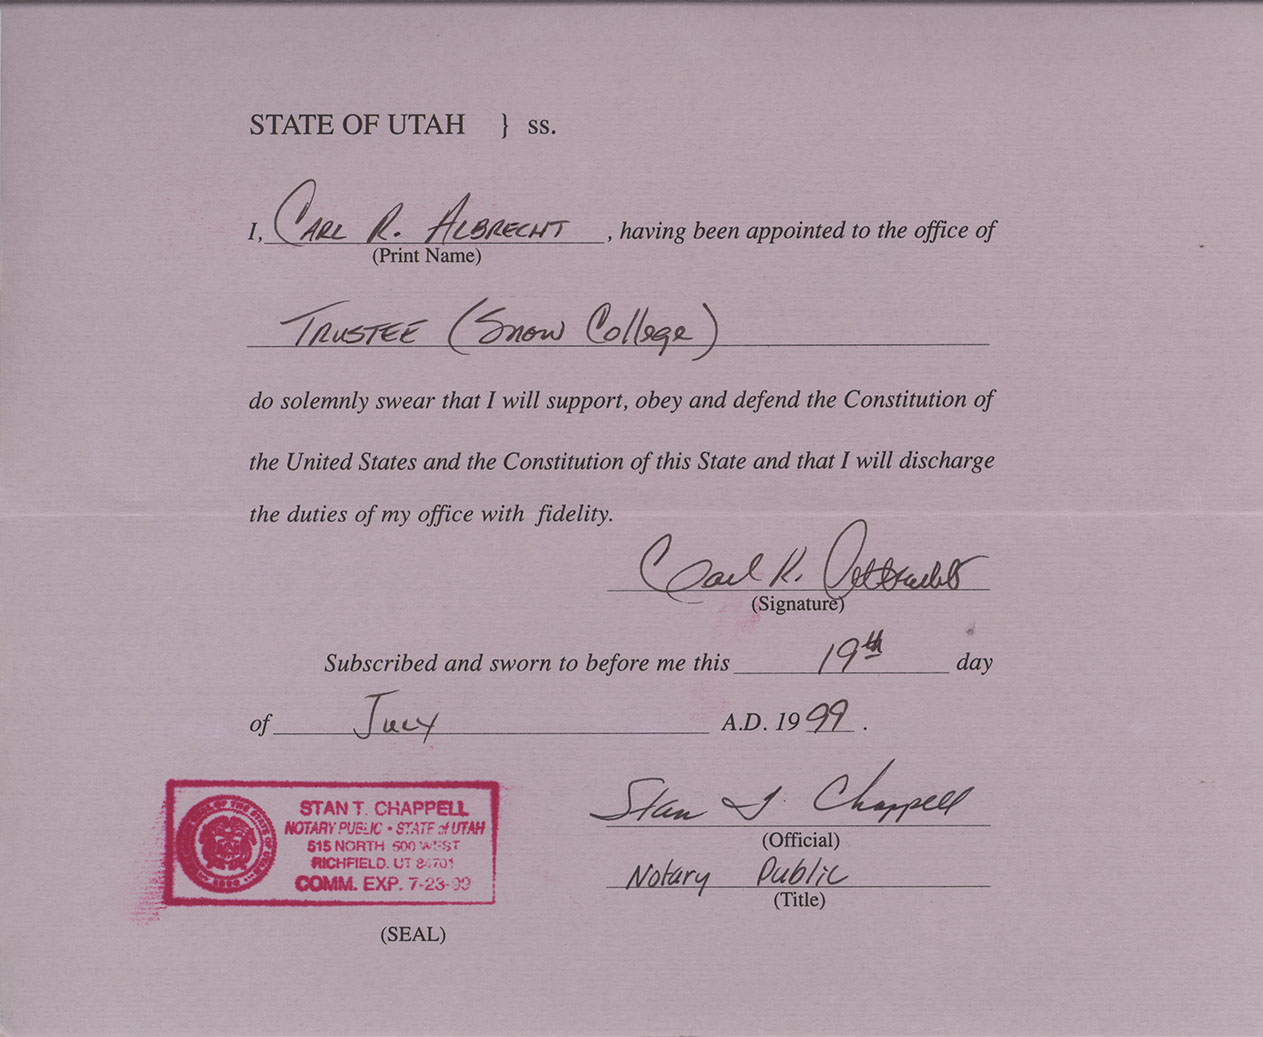 STATE OF UTAH } ss.
I, CARL R. ALBRECHT , having been appointed to the office of
(Print Name)
TRUSTEE (Snow College)
do solemnly swear that I will support, obey and defend the Constitution of
the United States and the Constitution of this State and that I will discharge
the duties of my office with fidelity.
Carl R. Albrecht
(Signature)
Subscribed and sworn to before me this 19th day
of July A.D. 1999.
STAN T. CHAPPELL
NOTARY PUBLIC • STATE of UTAH
515 NORTH 600 WEST
RICHFIELD, UT 84701
COMM. EXP. 7-23-99
(SEAL)
Stan T. Chappell
(Official)
Notary Public
(Title)